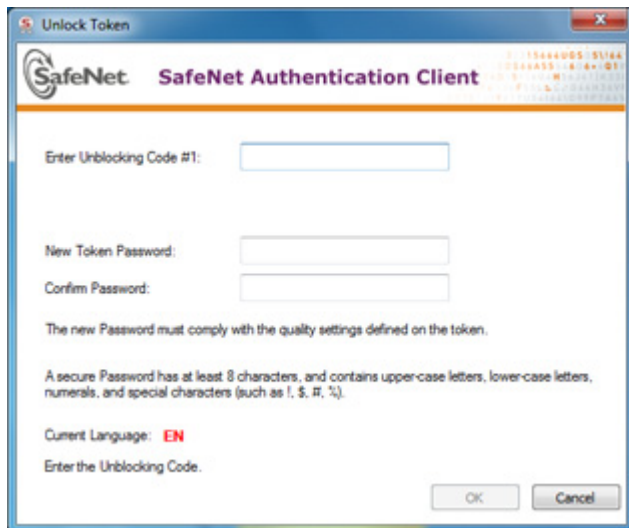 Unlock Token
SafeNet. SafeNet Authentication Client
Enter Unblocking Code #1:
New Token Password:
Confirm Password:
The new Password must comply with the quality settings defined on the token.
A secure Password has at least 8 characters, and contains upper-case letters, lower-case letters,
numerals, and special characters (such as !, $, #, %).
Current Language: EN
Enter the Unblocking Code.
OK Cancel